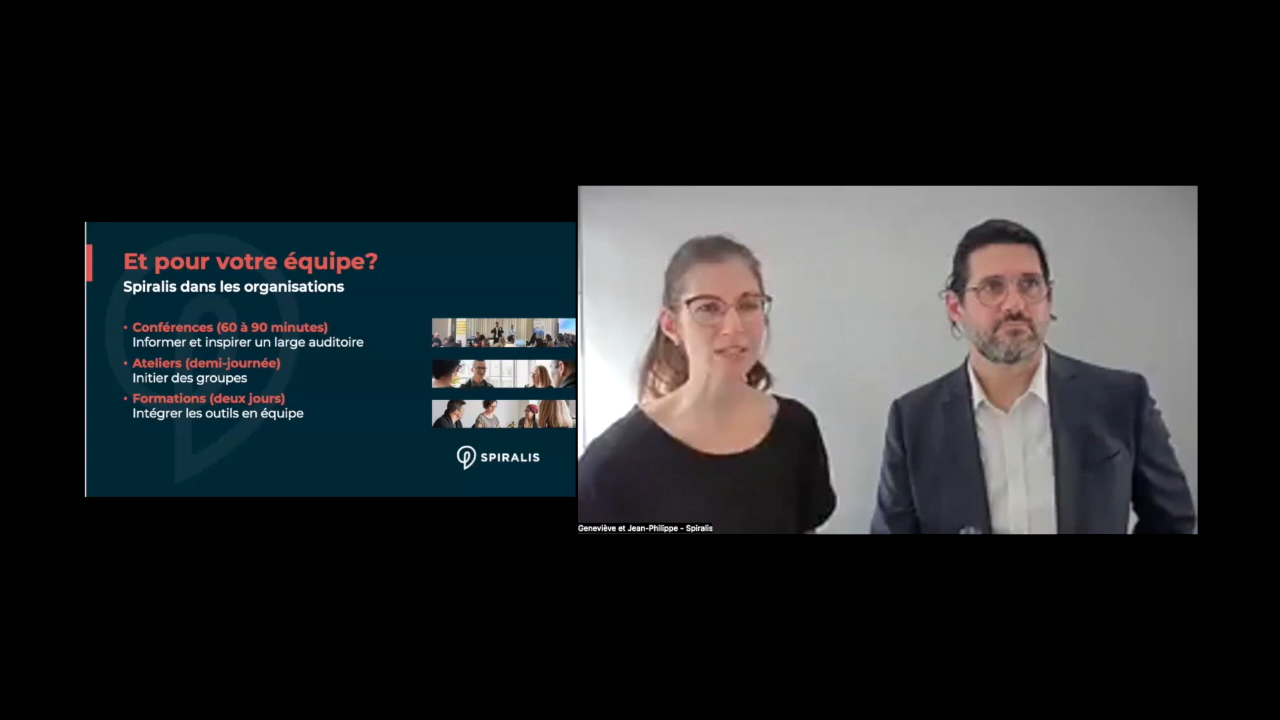 Et pour votre équipe?
Spiralis dans les organisations
• Conférences (60 à 90 minutes)
Informer et inspirer un large auditoire
• Ateliers (demi-journée)
Initier des groupes
• Formations (deux jours)
Intégrer les outils en équipe
SPIRALIS
Geneviève et Jean-Philippe - Spiralis